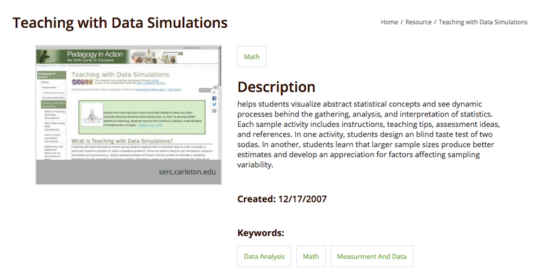 Teaching with Data Simulations
Home / Resource / Teaching with Data Simulations
Pedagogy in Action
Teaching with Data Simulations
What is Teaching with Data Simulations?
serc.carleton.edu
Math
Description
helps students visualize abstract statistical concepts and see dynamic
processes behind the gathering, analysis, and interpretation of statistics.
Each sample activity includes instructions, teaching tips, assessment ideas,
and references. In one activity, students design an blind taste test of two
sodas. In another, students learn that larger sample sizes produce better
estimates and develop an appreciation for factors affecting sampling
variability.
Created: 12/17/2007
Keywords:
Data Analysis
Math
Measurment And Data